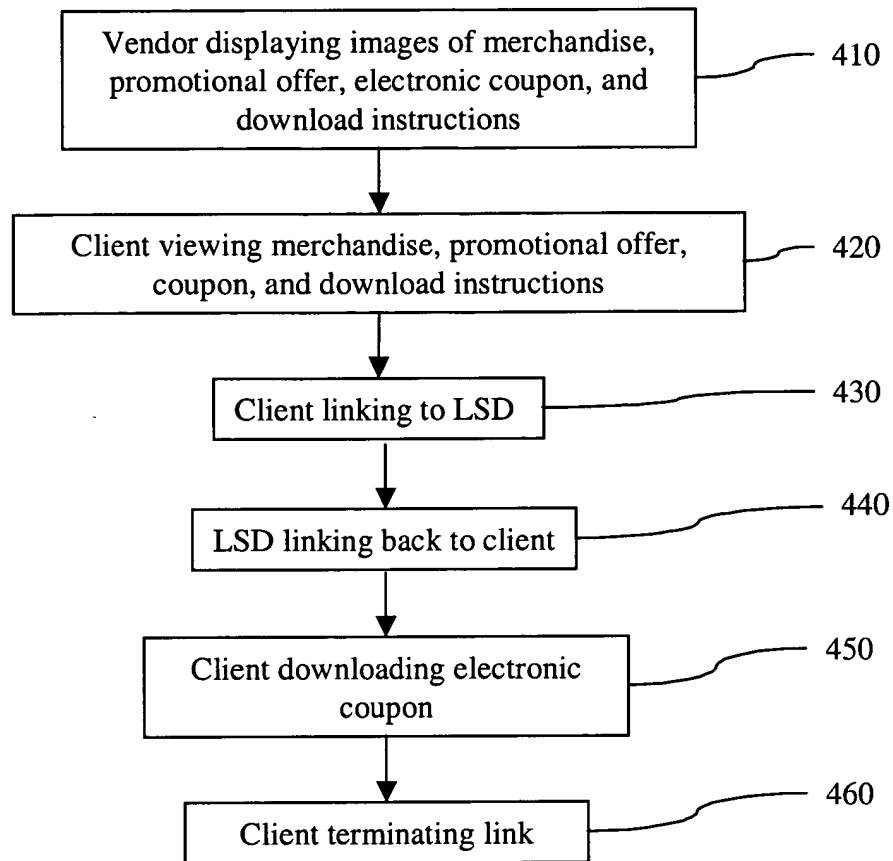 Vendor displaying images of merchandise,
promotional offer, electronic coupon, and
download instructions
410
Client viewing merchandise, promotional offer,
coupon, and download instructions
420
Client linking to LSD
430
LSD linking back to client
440
Client downloading electronic
coupon
450
Client terminating link
460